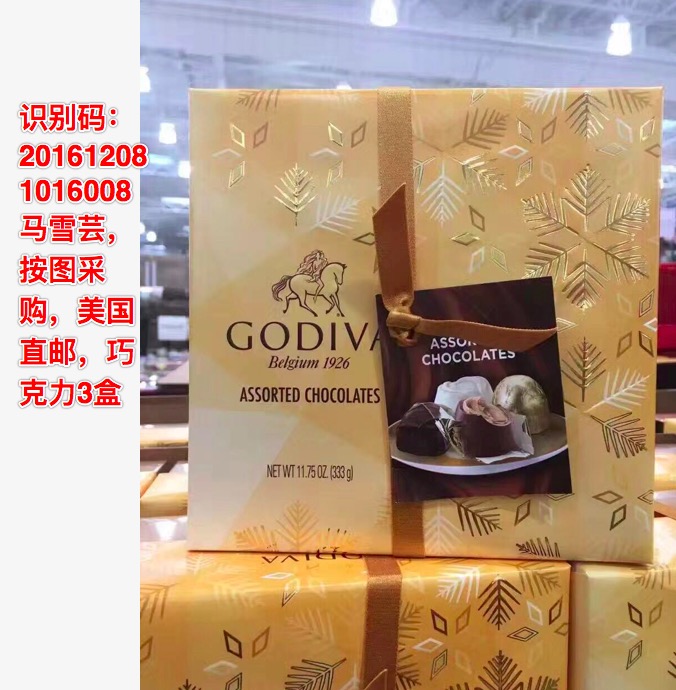 识别码：
20161208
1016008
马雪芸，
按图采
购，美国
直邮，巧
克力3盒
GODIVA
Belgium 1926
ASSORTED CHOCOLATES
NET WT 11.75 OZ. (333 g)
CHOCOLATES
GODIVA